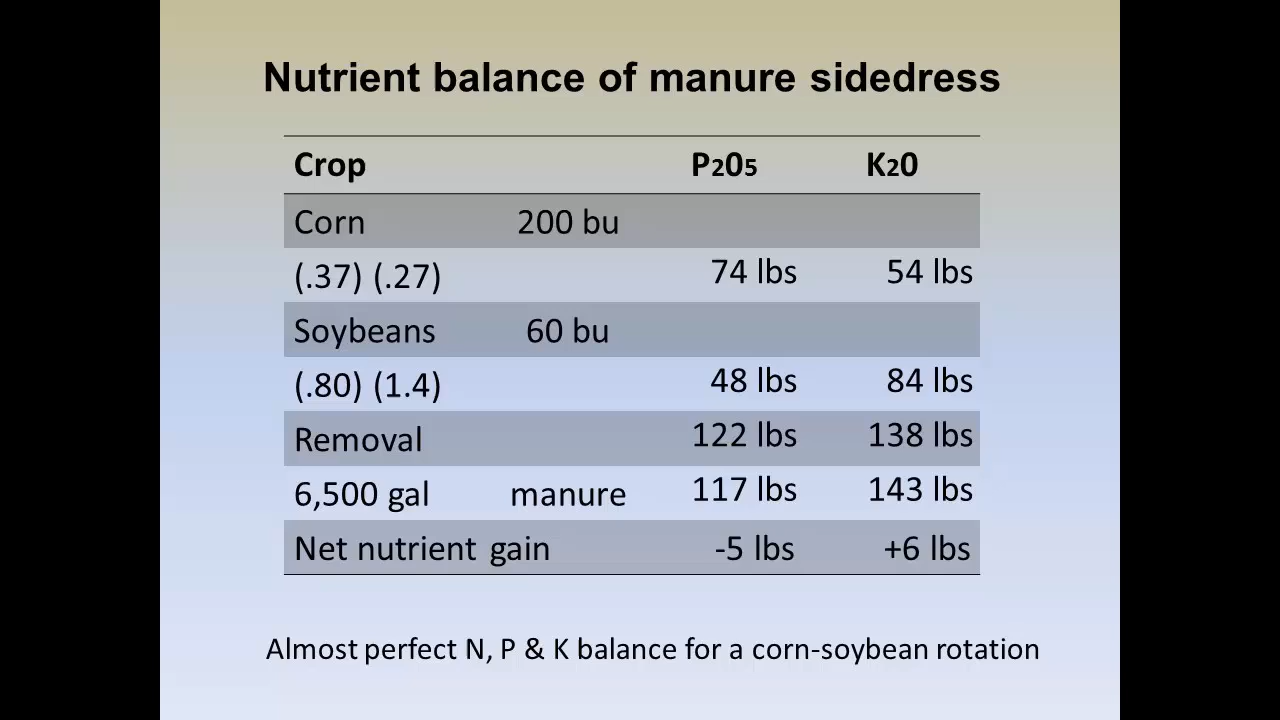 Nutrient balance of manure sidedress
Crop P205 K20
Corn 200 bu
(.37) (.27) 74 lbs 54 lbs
Soybeans 60 bu
(.80) (1.4) 48 lbs 84 lbs
Removal 122 lbs 138 lbs
6,500 gal manure 117 lbs 143 lbs
Net nutrient gain -5 lbs +6 lbs
Almost perfect N, P & K balance for a corn-soybean rotation